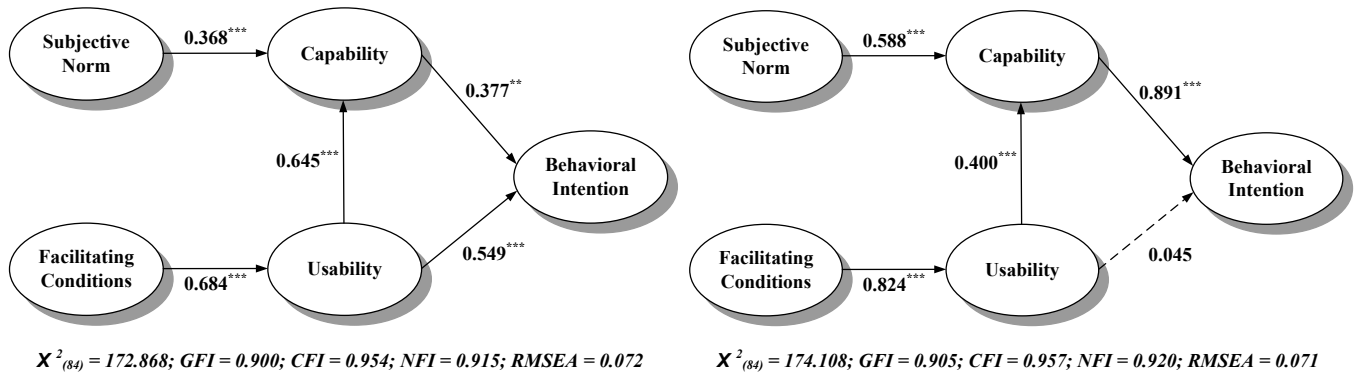 Subjective
Norm
0.368***
Capability
0.377**
0.645***
Behavioral
Intention
Facilitating
Conditions
0.684***
Usability
0.549***
X 2(84) = 172.868; GFI = 0.900; CFI = 0.954; NFI = 0.915; RMSEA = 0.072
Subjective
Norm
0.588***
Capability
0.891***
0.400***
Behavioral
Intention
Facilitating
Conditions
0.824***
Usability
0.045
X 2(84) = 174.108; GFI = 0.905; CFI = 0.957; NFI = 0.920; RMSEA = 0.071